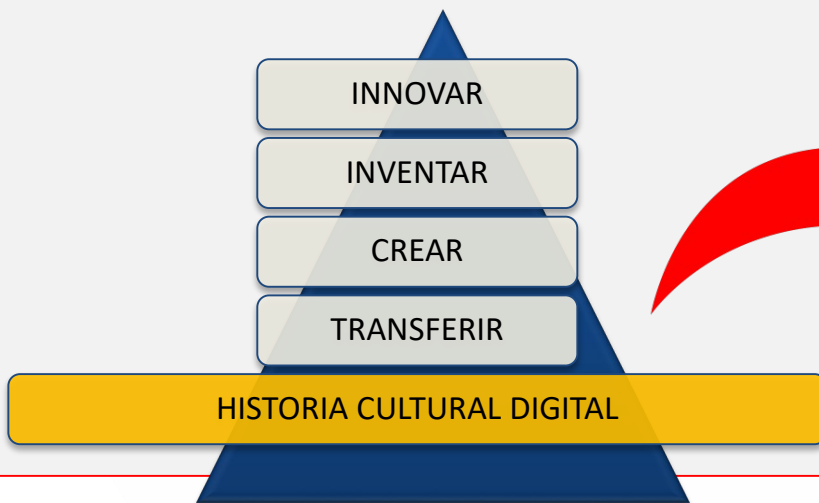 INNOVAR
INVENTAR
CREAR
TRANSFERIR
HISTORIA CULTURAL DIGITAL